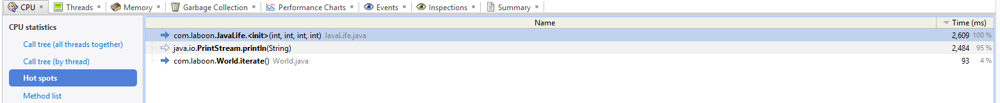 CPU × Threads × Memory × Garbage Collection × Performance Charts × Events × Inspections × Summary ×
CPU statistics
Call tree (all threads together)
Call tree (by thread)
Hot spots
Method list
Name Time (ms)
com.laboon.JavaLife.<init>(int, int, int, int) JavaLife.java 2,609 100 %
java.io.PrintStream.println(String) 2,484 95 %
com.laboon.World.iterate() World.java 93 4 %